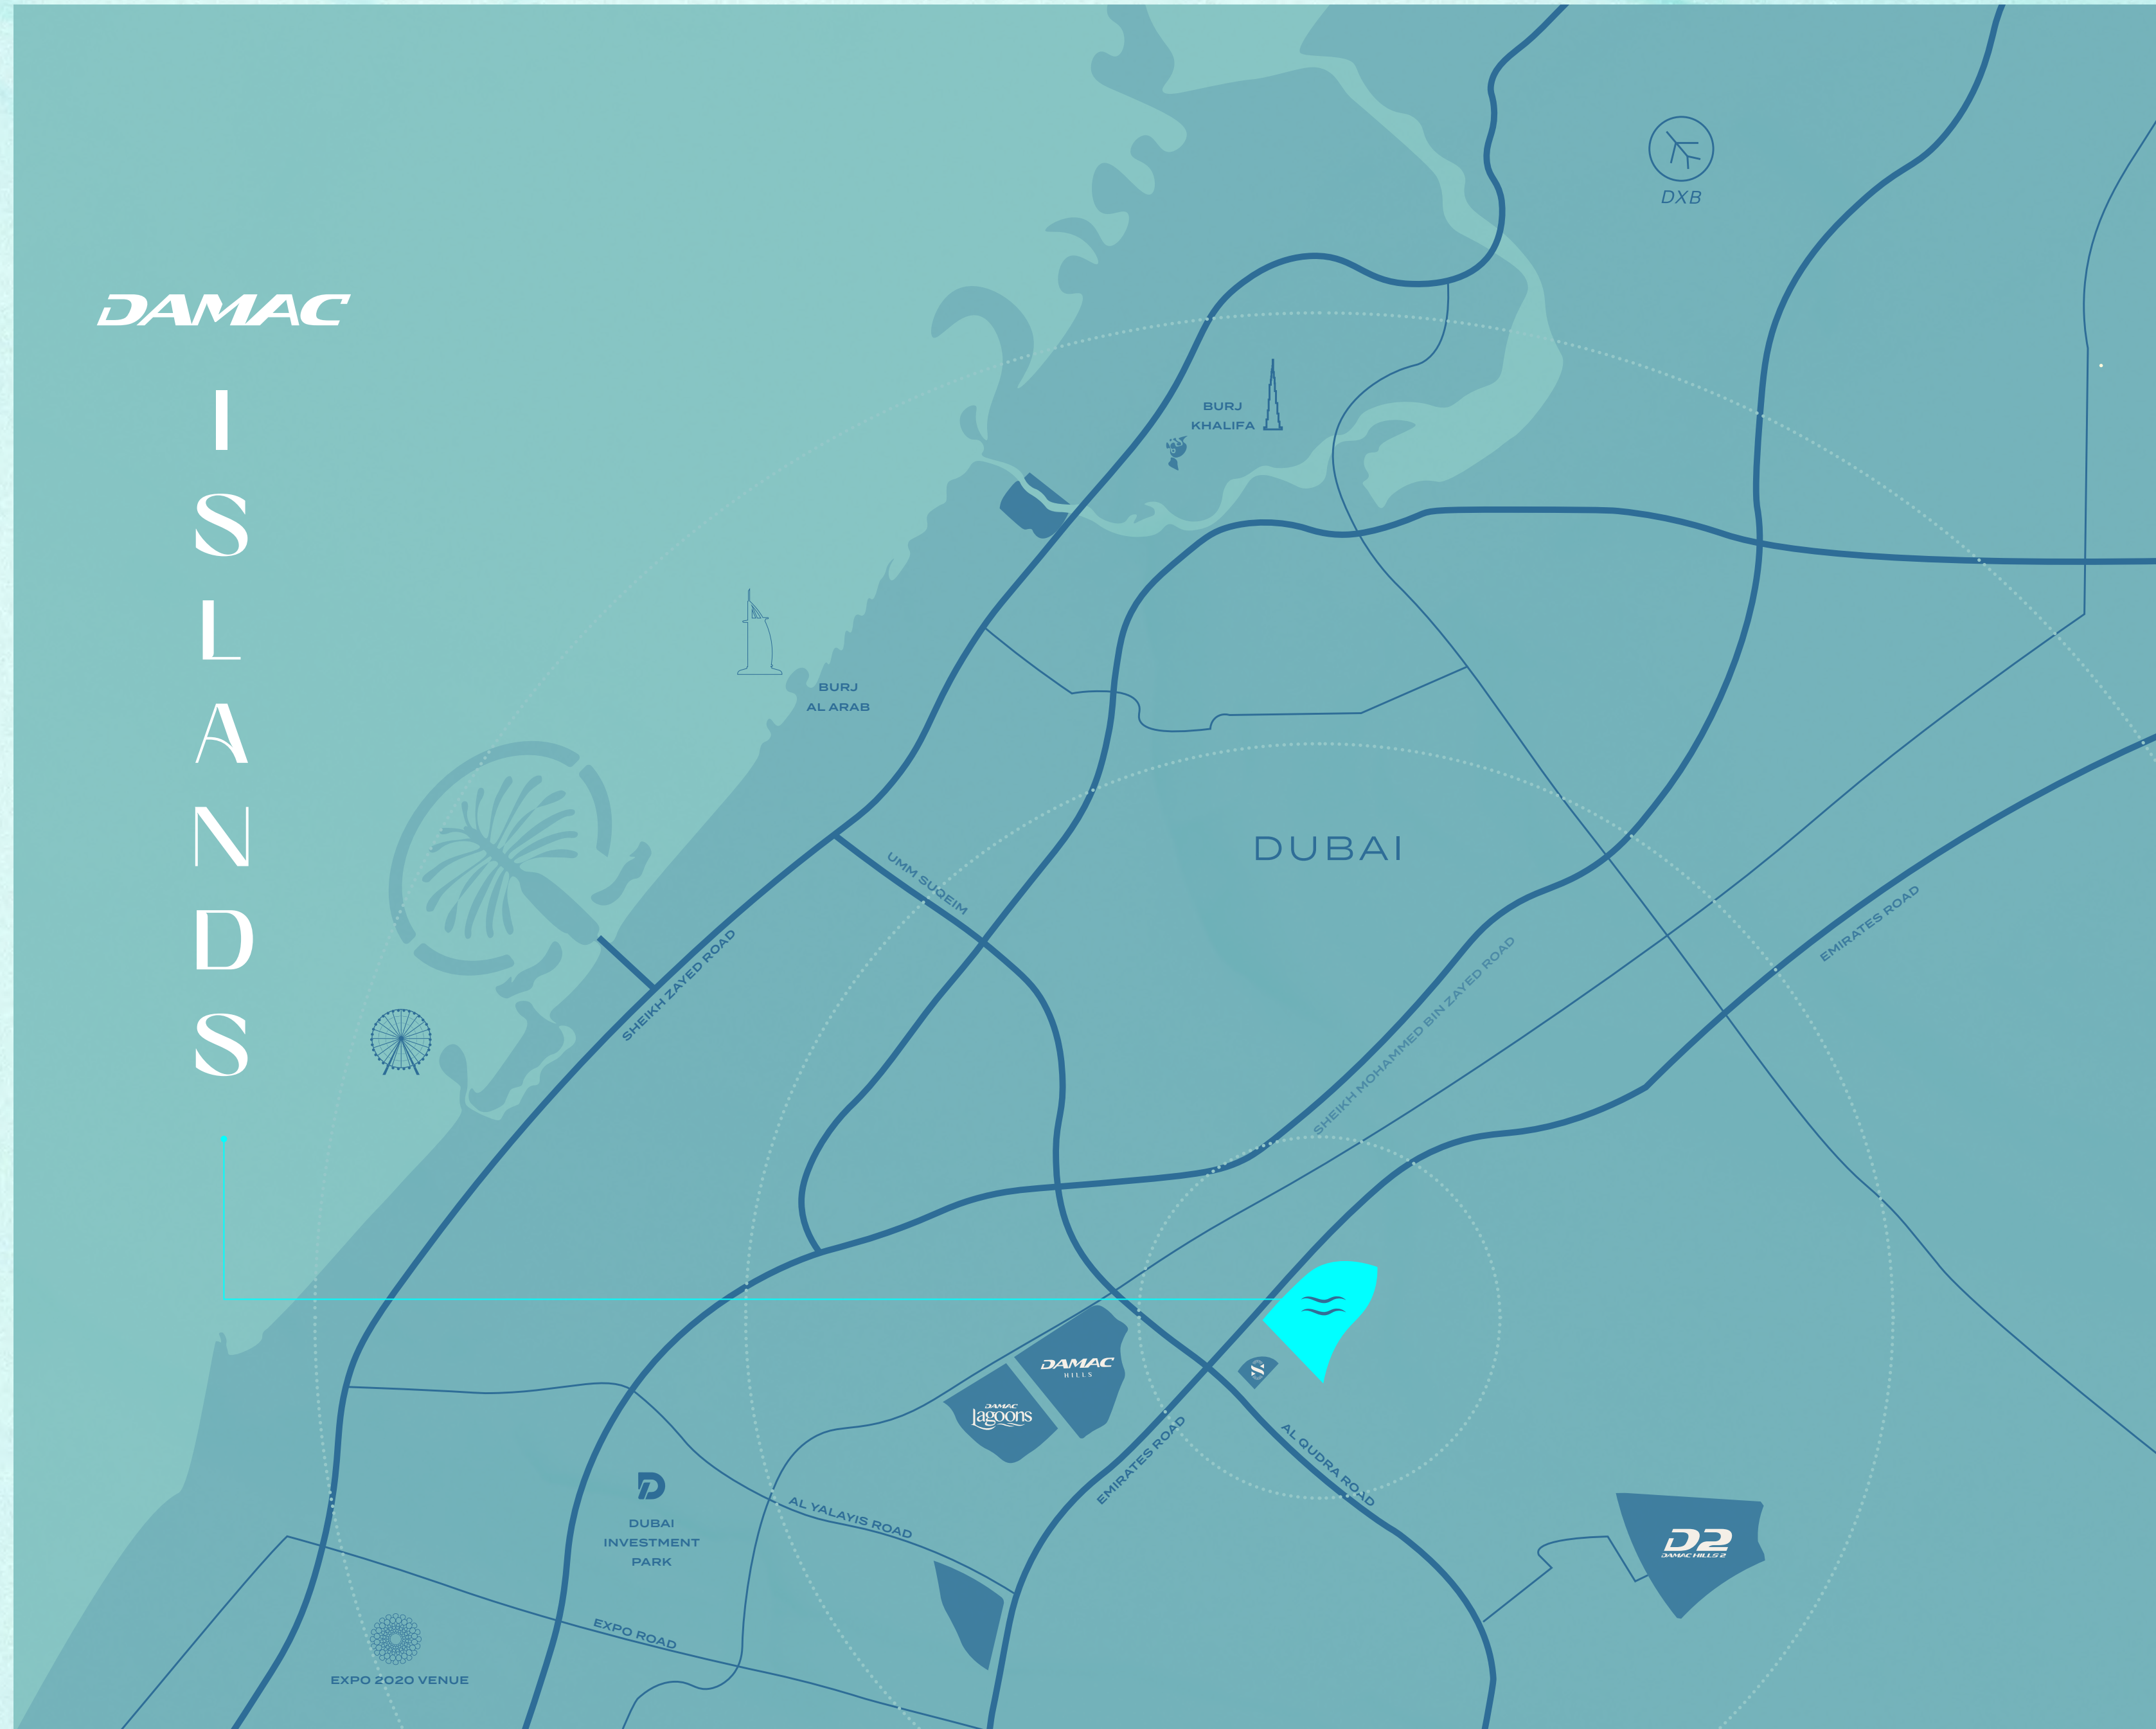 DAMAC
ISLANDS
DXB
BURJ
KHALIFA
BURJ
AL ARAB
DUBAI
UMM SUQEIM
SHEIKH ZAYED ROAD
SHEIKH MOHAMMED BIN ZAYED ROAD
EMIRATES ROAD
DAMAC
HILLS
DAMAC
lagoons
S
EMIRATES ROAD
AL QUDRA ROAD
AL YALAYIS ROAD
DUBAI
INVESTMENT
PARK
D2
DAMAC HILLS 2
EXPO ROAD
EXPO 2020 VENUE